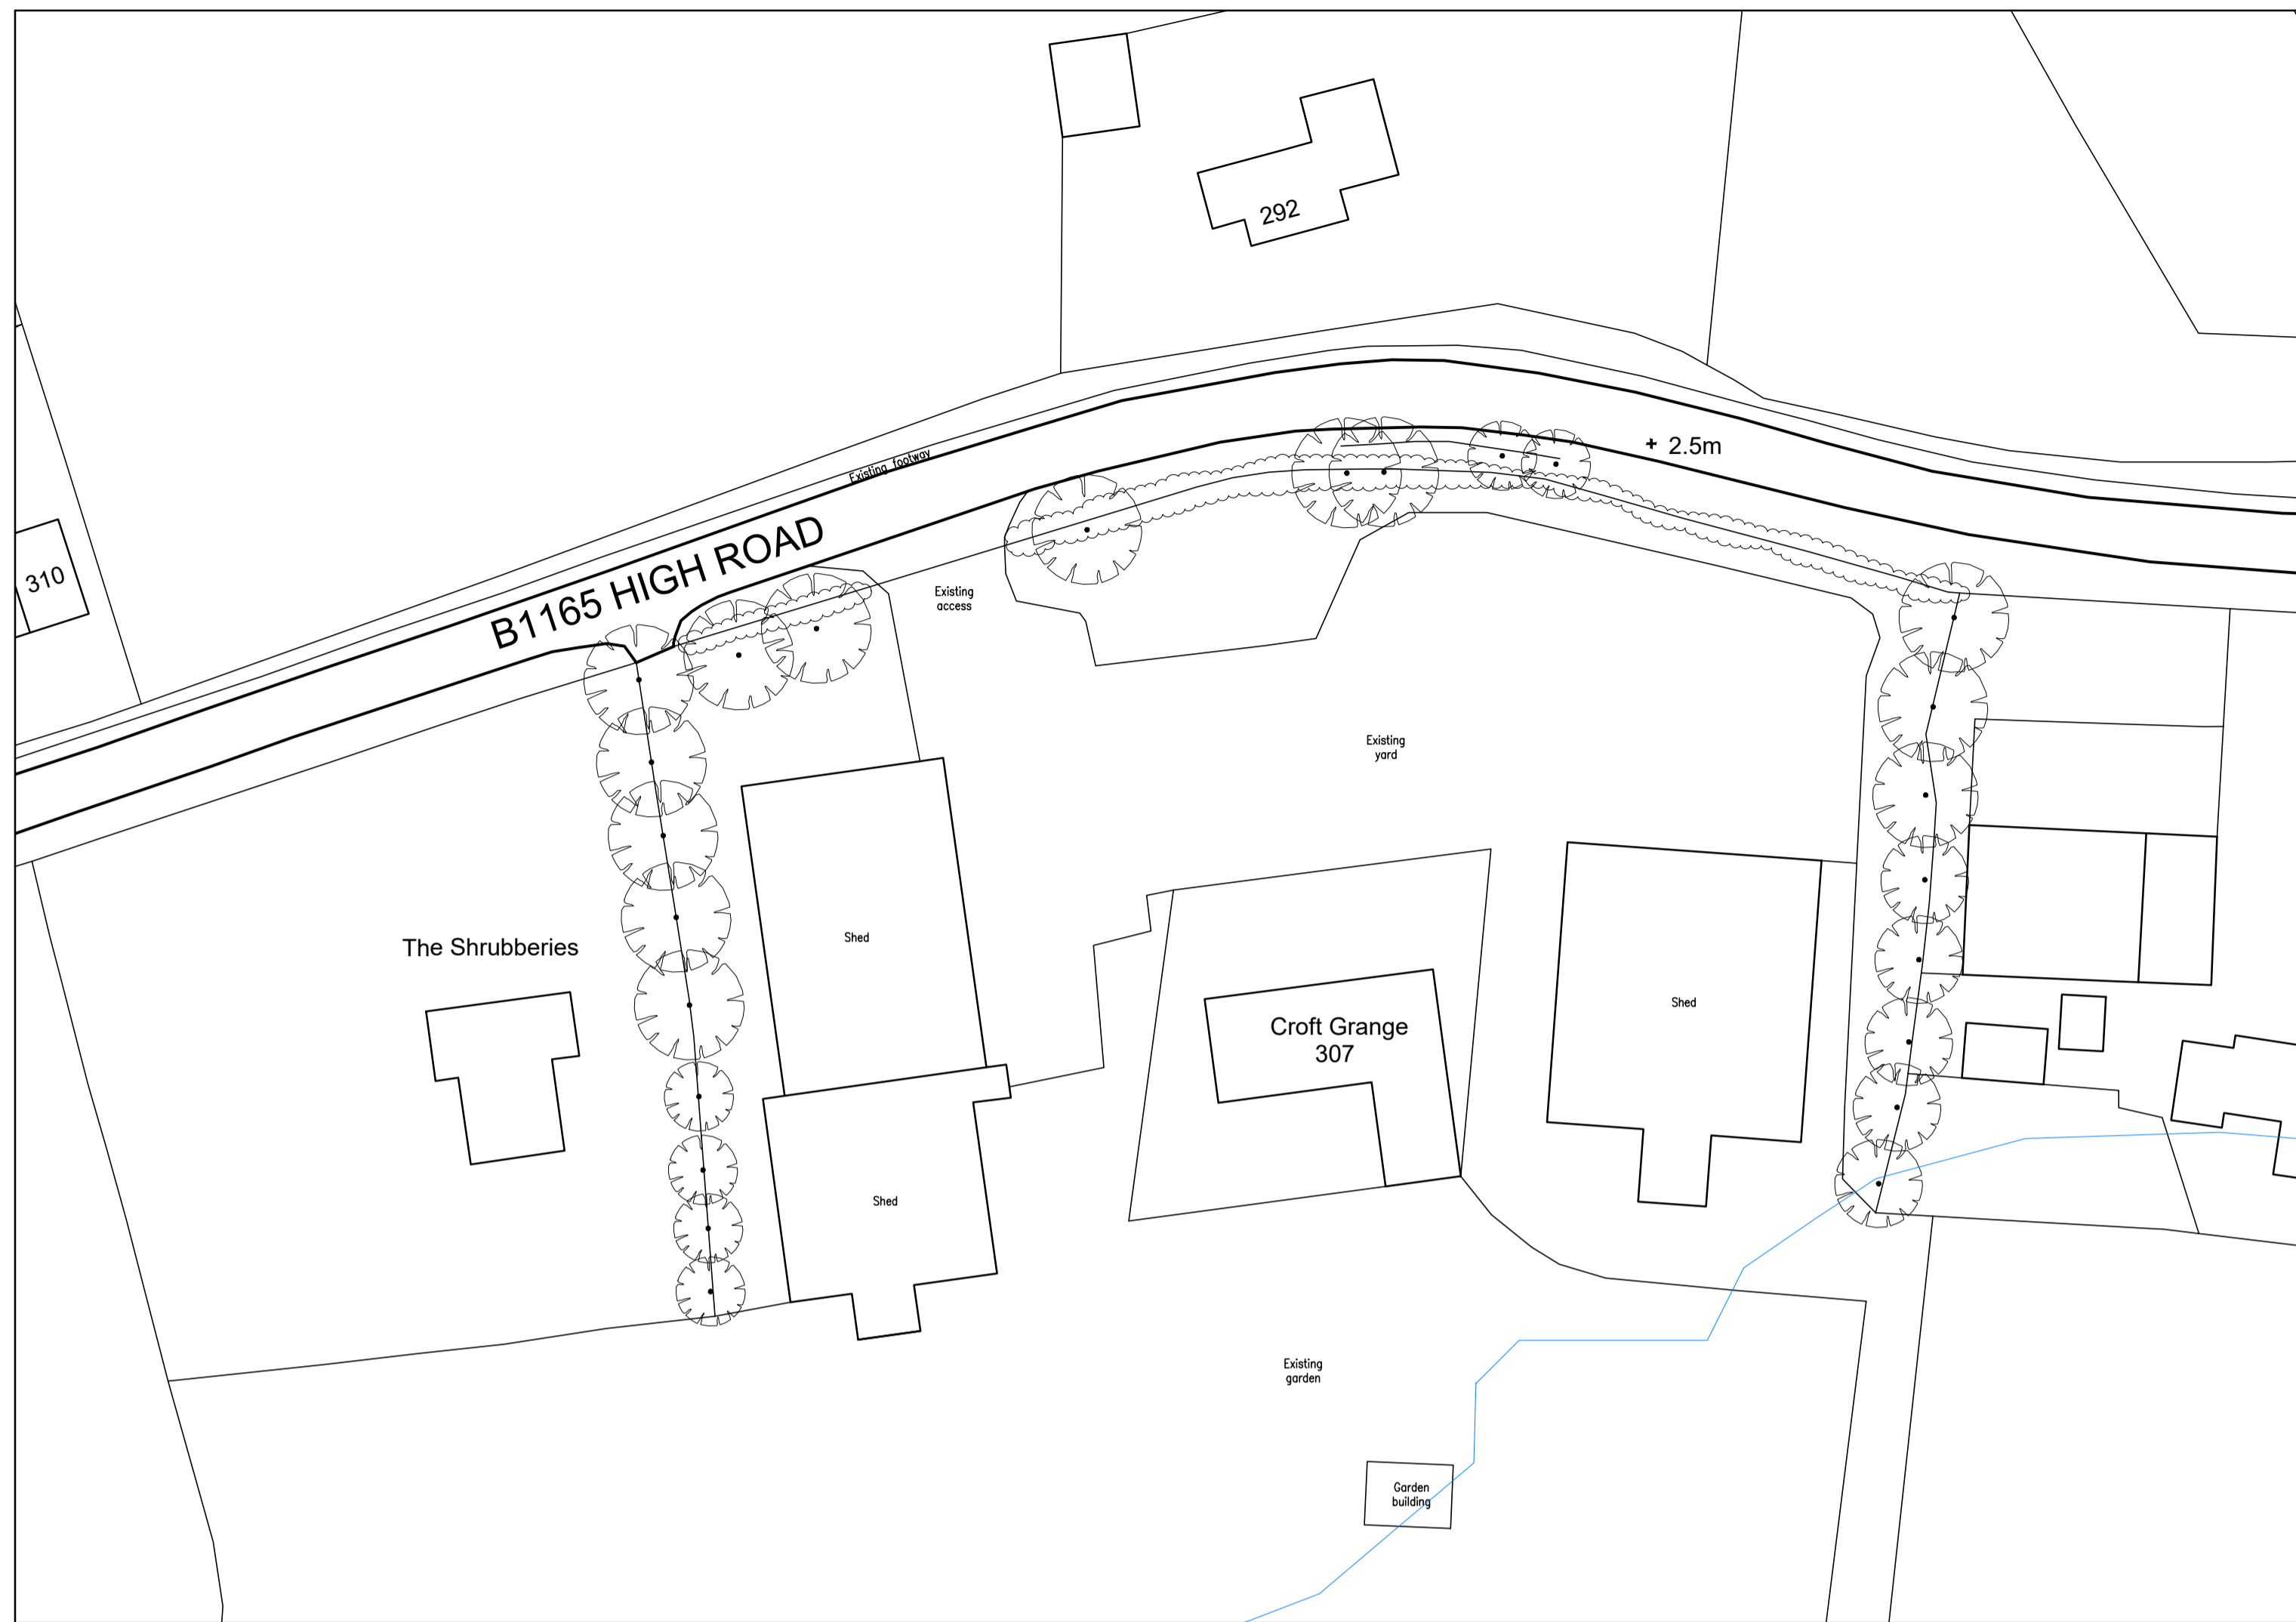 292
+ 2.5m
Existing footway
B1165 HIGH ROAD
310
Existing
access
Existing
yard
The Shrubberies
Shed
Shed
Croft Grange
307
Shed
Existing
garden
Garden
building